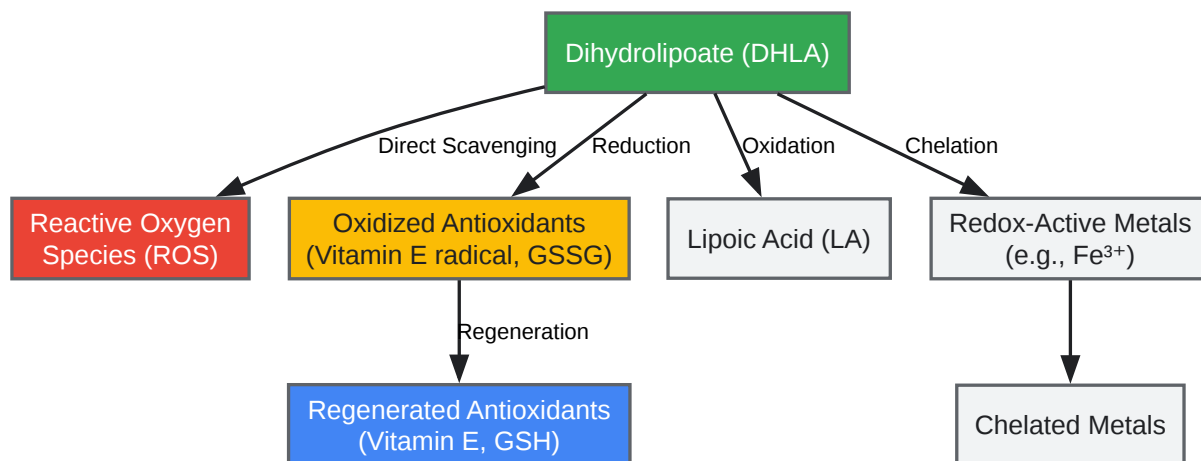 Dihydrolipoate (DHLA)
Direct Scavenging
Reduction
Oxidation
Chelation
Reactive Oxygen
Species (ROS)
Oxidized Antioxidants
(Vitamin E radical, GSSG)
Lipoic Acid (LA)
Redox-Active Metals
(e.g., Fe³⁺)
Regeneration
Regenerated Antioxidants
(Vitamin E, GSH)
Chelated Metals